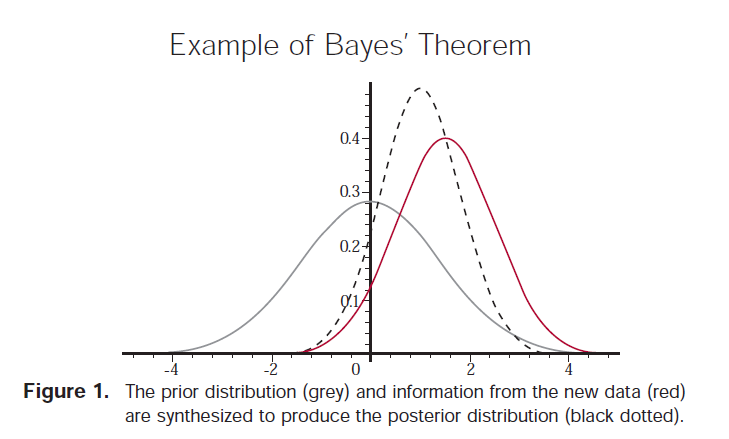 Example of Bayes' Theorem
0.4
0.3
0.2
0.1
-4 -2 0 2 4
Figure 1. The prior distribution (grey) and information from the new data (red)
are synthesized to produce the posterior distribution (black dotted).